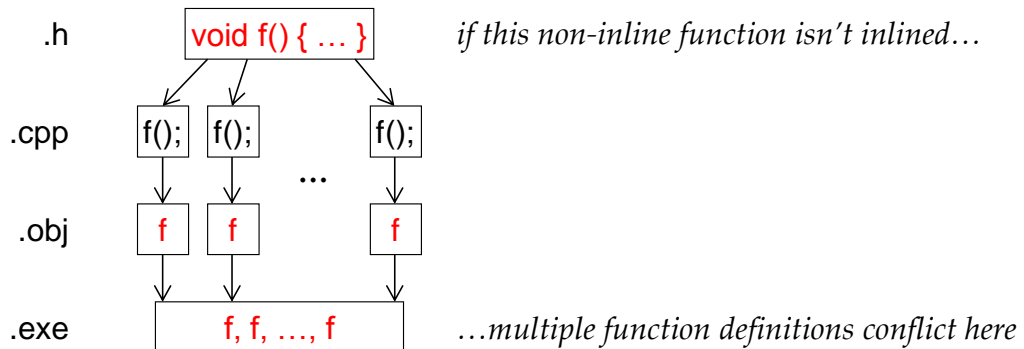 .h void f() { … } if this non-inline function isn't inlined…
.cpp f(); f(); f();
...
.obj f f f
.exe f, f, …, f …multiple function definitions conflict here